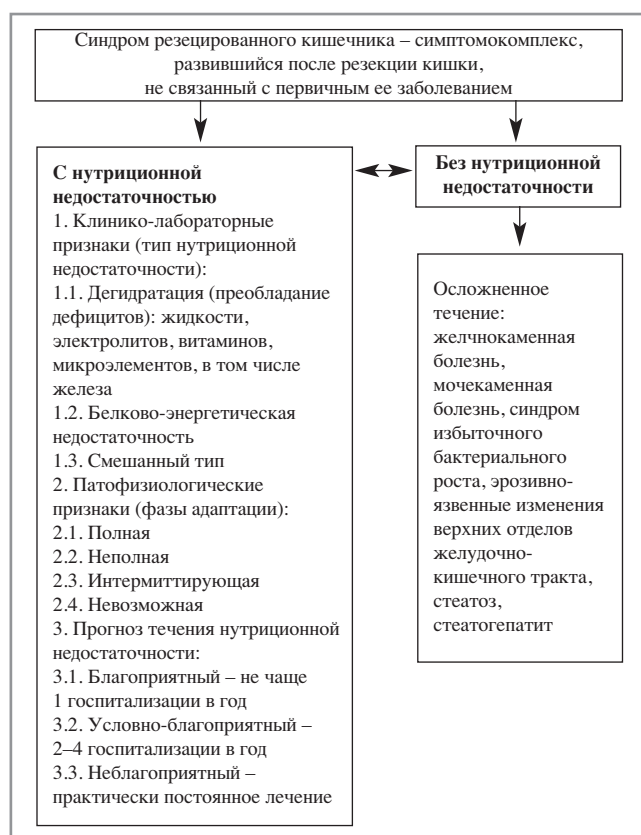 Синдром резецированного кишечника – симптомокомплекс,
развившийся после резекции кишки,
не связанный с первичным ее заболеванием
С нутриционной
недостаточностью
1. Клинико-лабораторные
признаки (тип нутриционной
недостаточности):
1.1. Дегидратация (преобладание
дефицитов): жидкости,
электролитов, витаминов,
микроэлементов, в том числе
железа
1.2. Белково-энергетическая
недостаточность
1.3. Смешанный тип
2. Патофизиологические
признаки (фазы адаптации):
2.1. Полная
2.2. Неполная
2.3. Интермиттирующая
2.4. Невозможная
3. Прогноз течения нутриционной
недостаточности:
3.1. Благоприятный – не чаще
1 госпитализации в год
3.2. Условно-благоприятный –
2–4 госпитализации в год
3.3. Неблагоприятный –
практически постоянное лечение
Без нутриционной
недостаточности
Осложненное
течение:
желчнокаменная
болезнь,
мочекаменная
болезнь, синдром
избыточного
бактериального
роста, эрозивно-
язвенные изменения
верхних отделов
желудочно-
кишечного тракта,
стеатоз,
стеатогепатит